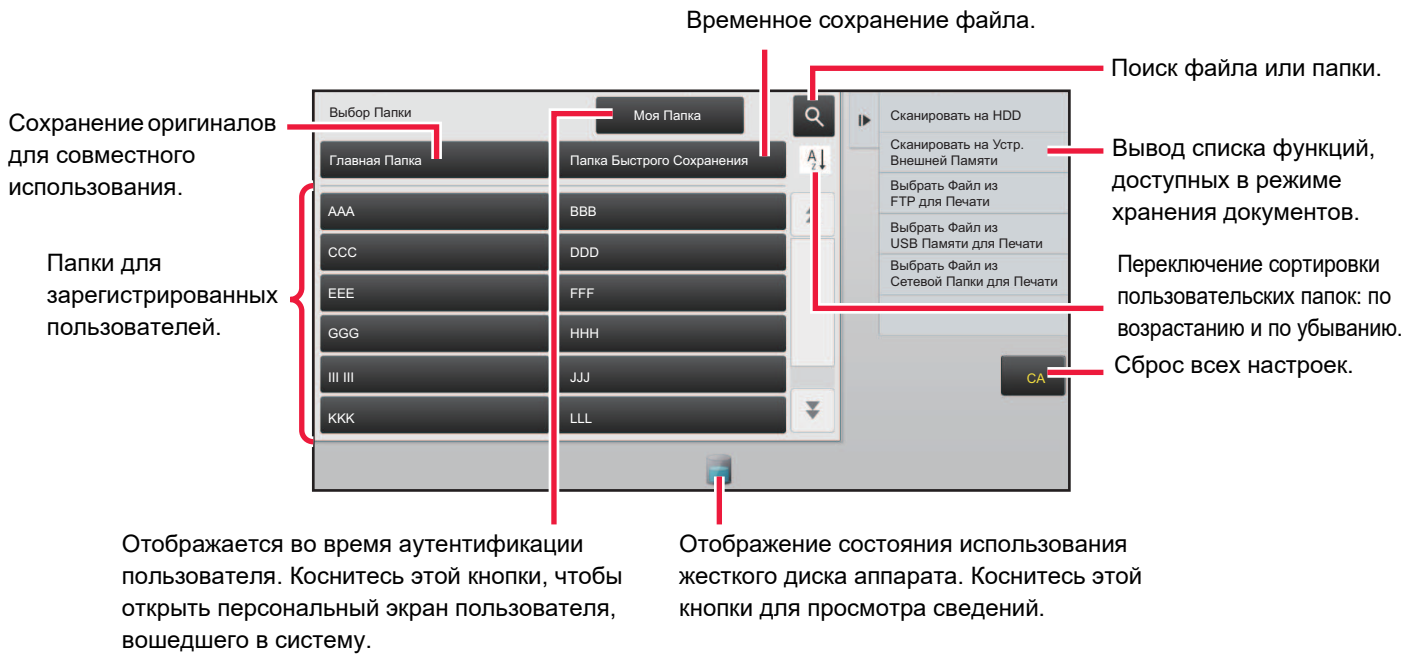 Временное сохранение файла.
Поиск файла или папки.
Сохранение оригиналов
для совместного
использования.
Выбор Папки
Моя Папка
Главная Папка
Папка Быстрого Сохранения
A
Z
AAA
BBB
CCC
DDD
EEE
FFF
GGG
HHH
III III
JJJ
KKK
LLL
Папки для
зарегистрированных
пользователей.
Сканировать на HDD
Сканировать на Устр.
Внешней Памяти
Выбрать Файл из
FTP для Печати
Выбрать Файл из
USB Памяти для Печати
Выбрать Файл из
Сетевой Папки для Печати
CA
Вывод списка функций,
доступных в режиме
хранения документов.
Переключение сортировки
пользовательских папок: по
возрастанию и по убыванию.
Сброс всех настроек.
Отображается во время аутентификации
пользователя. Коснитесь этой кнопки, чтобы
открыть персональный экран пользователя,
вошедшего в систему.
Отображение состояния использования
жесткого диска аппарата. Коснитесь этой
кнопки для просмотра сведений.